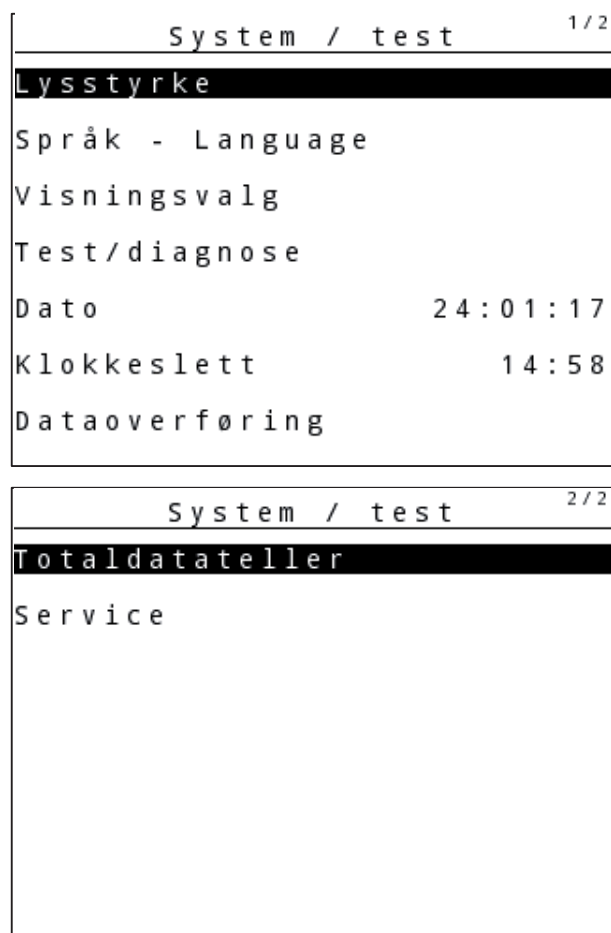 System / test 1/2
Lysstyrke
Språk - Language
Visningsvalg
Test/diagnose
Dato 24:01:17
Klokkeslett 14:58
Dataoverføring
System / test 2/2
Totaldatateller
Service